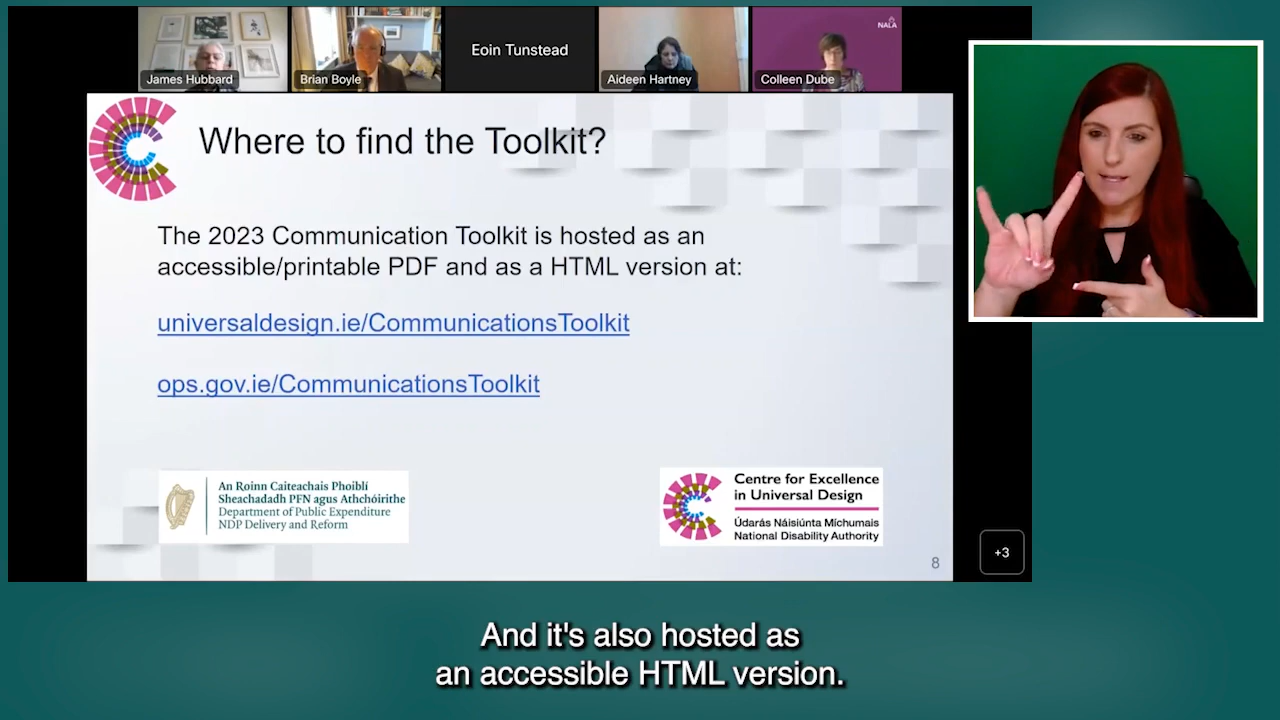 James Hubbard
Brian Boyle
Eoin Tunstead
Aideen Hartney
NALA
Colleen Dube
Where to find the Toolkit?
The 2023 Communication Toolkit is hosted as an
accessible/printable PDF and as a HTML version at:
universaldesign.ie/CommunicationsToolkit
ops.gov.ie/CommunicationsToolkit
An Roinn Caiteachais Phoiblí
Sheachadadh PFN agus Athchóirithe
Department of Public Expenditure
NDP Delivery and Reform
Centre for Excellence
in Universal Design
Údarás Náisiúnta Míchumais
National Disability Authority
8
+3
And it's also hosted as
an accessible HTML version.